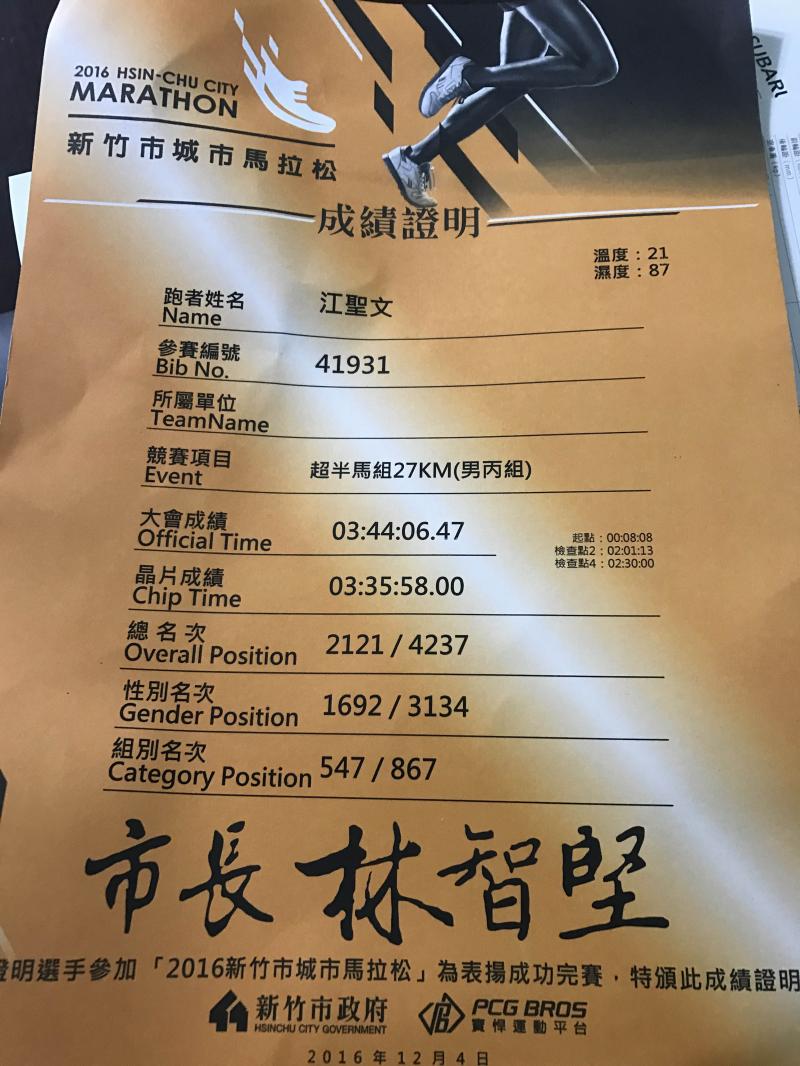 2016 HSIN-CHU CITY
MARATHON
新竹市城市馬拉松
成績證明
溫度：21
濕度：87
跑者姓名 江聖文
Name
參賽編號 41931
Bib No.
所屬單位
TeamName
競賽項目 超半馬組27KM(男丙組)
Event
大會成績 03:44:06.47
Official Time
起點：00:08:08
檢查點2：02:01:13
檢查點4：02:30:00
晶片成績 03:35:58.00
Chip Time
總名次 2121 / 4237
Overall Position
性別名次 1692 / 3134
Gender Position
組別名次 547 / 867
Category Position
市長 林智堅
證明選手參加「2016新竹市城市馬拉松」為表揚成功完賽，特頒此成績證明
新竹市政府
HSINCHU CITY GOVERNMENT
PCG BROS
寶悍運動平台
2016年12月4日